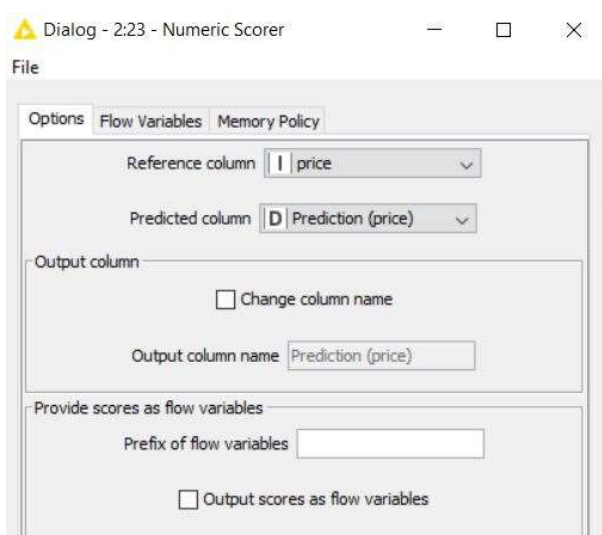 Dialog - 2:23 - Numeric Scorer
File
Options Flow Variables Memory Policy
Reference column I price
Predicted column D Prediction (price)
Output column
Change column name
Output column name Prediction (price)
Provide scores as flow variables
Prefix of flow variables
Output scores as flow variables